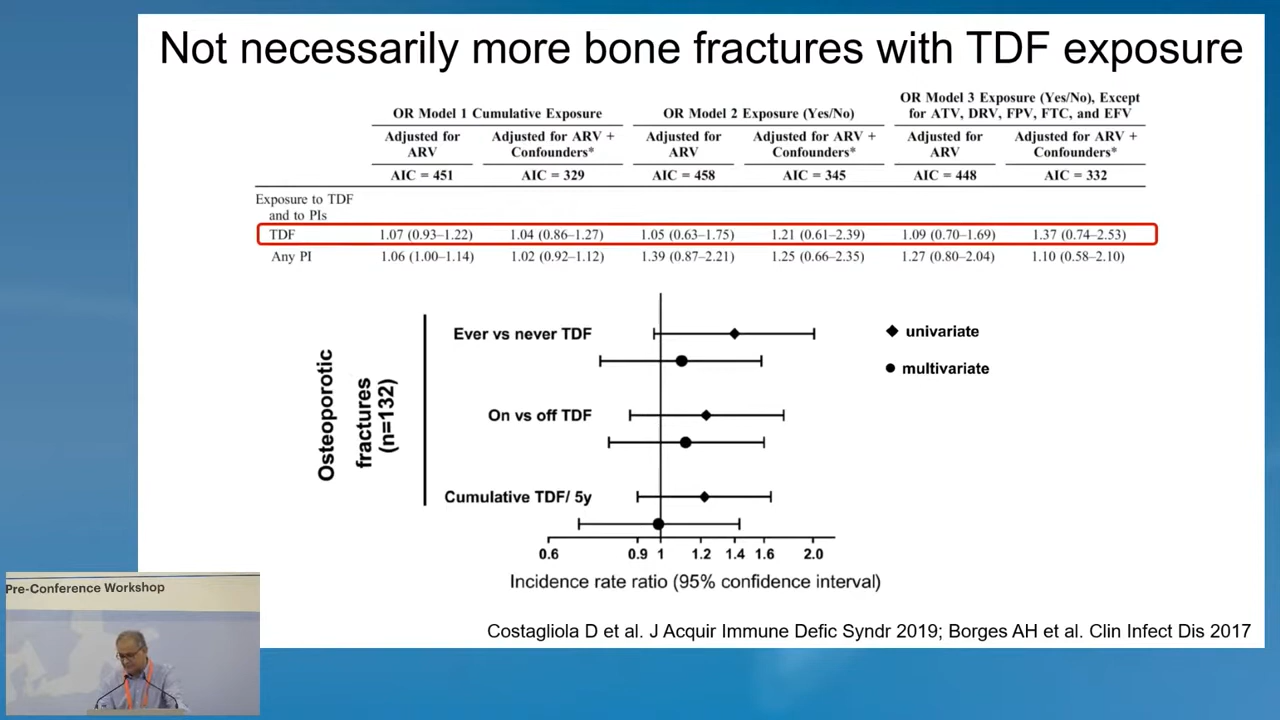 Not necessarily more bone fractures with TDF exposure
OR Model 1 Cumulative Exposure
OR Model 2 Exposure (Yes/No)
OR Model 3 Exposure (Yes/No), Except
for ATV, DRV, FPV, FTC, and EFV
Adjusted for
ARV
Adjusted for ARV +
Confounders*
Adjusted for
ARV
Adjusted for ARV +
Confounders*
Adjusted for
ARV
Adjusted for ARV +
Confounders*
AIC = 451 AIC = 329 AIC = 458 AIC = 345 AIC = 448 AIC = 332
Exposure to TDF
and to PIs
TDF 1.07 (0.93–1.22) 1.04 (0.86–1.27) 1.05 (0.63–1.75) 1.21 (0.61–2.39) 1.09 (0.70–1.69) 1.37 (0.74–2.53)
Any PI 1.06 (1.00–1.14) 1.02 (0.92–1.12) 1.39 (0.87–2.21) 1.25 (0.66–2.35) 1.27 (0.80–2.04) 1.10 (0.58–2.10)
Osteoporotic
fractures
(n=132)
Ever vs never TDF
On vs off TDF
Cumulative TDF/ 5y
univariate
multivariate
0.6 0.9 1 1.2 1.4 1.6 2.0
Incidence rate ratio (95% confidence interval)
Costagliola D et al. J Acquir Immune Defic Syndr 2019; Borges AH et al. Clin Infect Dis 2017
Pre-Conference Workshop